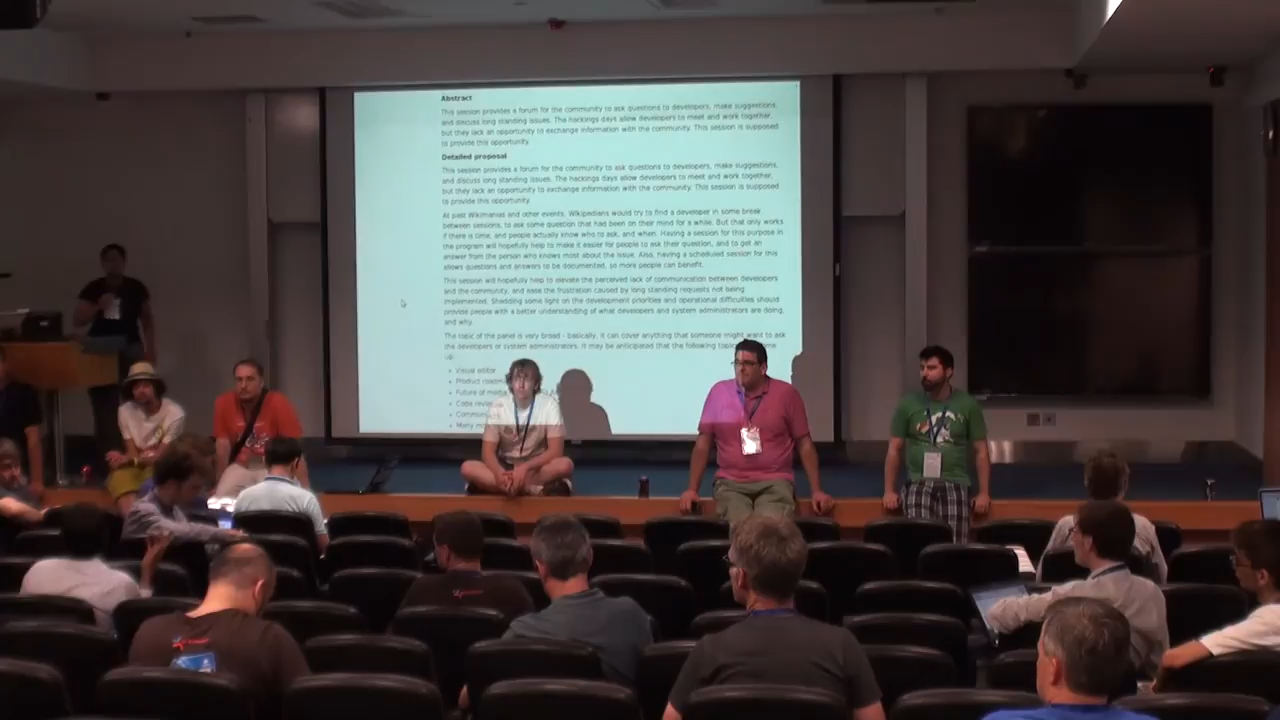 Abstract
This session provides a forum for the community to ask questions to developers, make suggestions,
and discuss long standing issues. The hackings days allow developers to meet and work together,
but they lack an opportunity to exchange information with the community. This session is supposed
to provide this opportunity.
Detailed proposal
This session provides a forum for the community to ask questions to developers, make suggestions,
and discuss long standing issues. The hackings days allow developers to meet and work together,
but they lack an opportunity to exchange information with the community. This session is supposed
to provide this opportunity.
At past Wikimanias and other events, Wikipedians would try to find a developer in some break
between sessions, to ask some question that had been on their mind for a while. But that only works
if there is time, and people actually know who to ask, and when. Having a session for this purpose in
the program will hopefully help to make it easier for people to ask their question, and to get an
answer from the person who knows most about the issue. Also, having a scheduled session for this
allows questions and answers to be documented, so more people can benefit.
This session will hopefully help to elevate the perceived lack of communication between developers
and the community, and ease the frustration caused by long standing requests not being
implemented. Shedding some light on the development priorities and operational difficulties should
provide people with a better understanding of what developers and system administrators are doing,
and why.
The topic of the panel is very broad - basically, it can cover anything that someone might want to ask
the developers or system administrators. It may be anticipated that the following topics
up:
Visual editor
Product
Future of media
Code review
Many